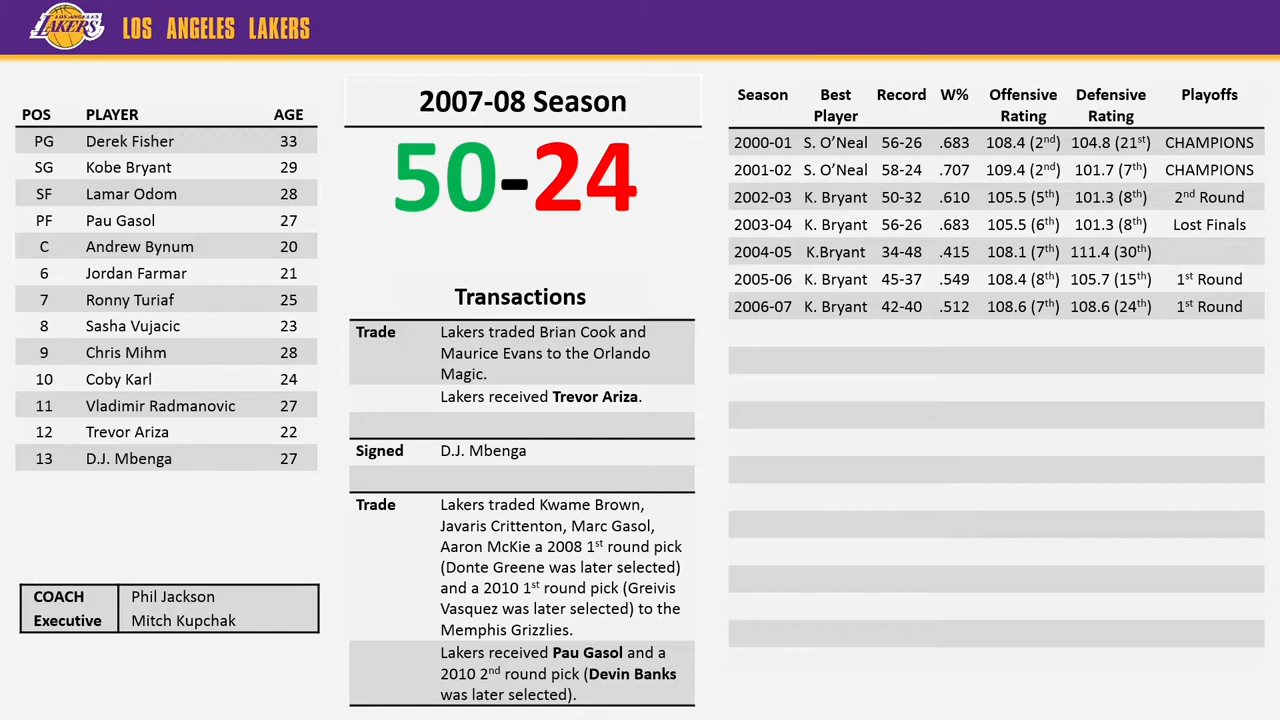 LOS ANGELES LAKERS
LOS ANGELES LAKERS
POS PLAYER AGE
PG Derek Fisher 33
SG Kobe Bryant 29
SF Lamar Odom 28
PF Pau Gasol 27
C Andrew Bynum 20
6 Jordan Farmar 21
7 Ronny Turiaf 25
8 Sasha Vujacic 23
9 Chris Mihm 28
10 Coby Karl 24
11 Vladimir Radmanovic 27
12 Trevor Ariza 22
13 D.J. Mbenga 27
COACH Phil Jackson
Executive Mitch Kupchak
2007-08 Season
50-24
Transactions
Trade Lakers traded Brian Cook and
Maurice Evans to the Orlando
Magic.
Lakers received Trevor Ariza.
Signed D.J. Mbenga
Trade Lakers traded Kwame Brown,
Javaris Crittenton, Marc Gasol,
Aaron McKie a 2008 1st round pick
(Donte Greene was later selected)
and a 2010 1st round pick (Greivis
Vasquez was later selected) to the
Memphis Grizzlies.
Lakers received Pau Gasol and a
2010 2nd round pick (Devin Banks
was later selected).
Season Best Record W% Offensive Defensive Playoffs
Player Rating Rating
2000-01 S. O’Neal 56-26 .683 108.4 (2nd) 104.8 (21st) CHAMPIONS
2001-02 S. O’Neal 58-24 .707 109.4 (2nd) 101.7 (7th) CHAMPIONS
2002-03 K. Bryant 50-32 .610 105.5 (5th) 101.3 (8th) 2nd Round
2003-04 K. Bryant 56-26 .683 105.5 (6th) 101.3 (8th) Lost Finals
2004-05 K.Bryant 34-48 .415 108.1 (7th) 111.4 (30th)
2005-06 K. Bryant 45-37 .549 108.4 (8th) 105.7 (15th) 1st Round
2006-07 K. Bryant 42-40 .512 108.6 (7th) 108.6 (24th) 1st Round